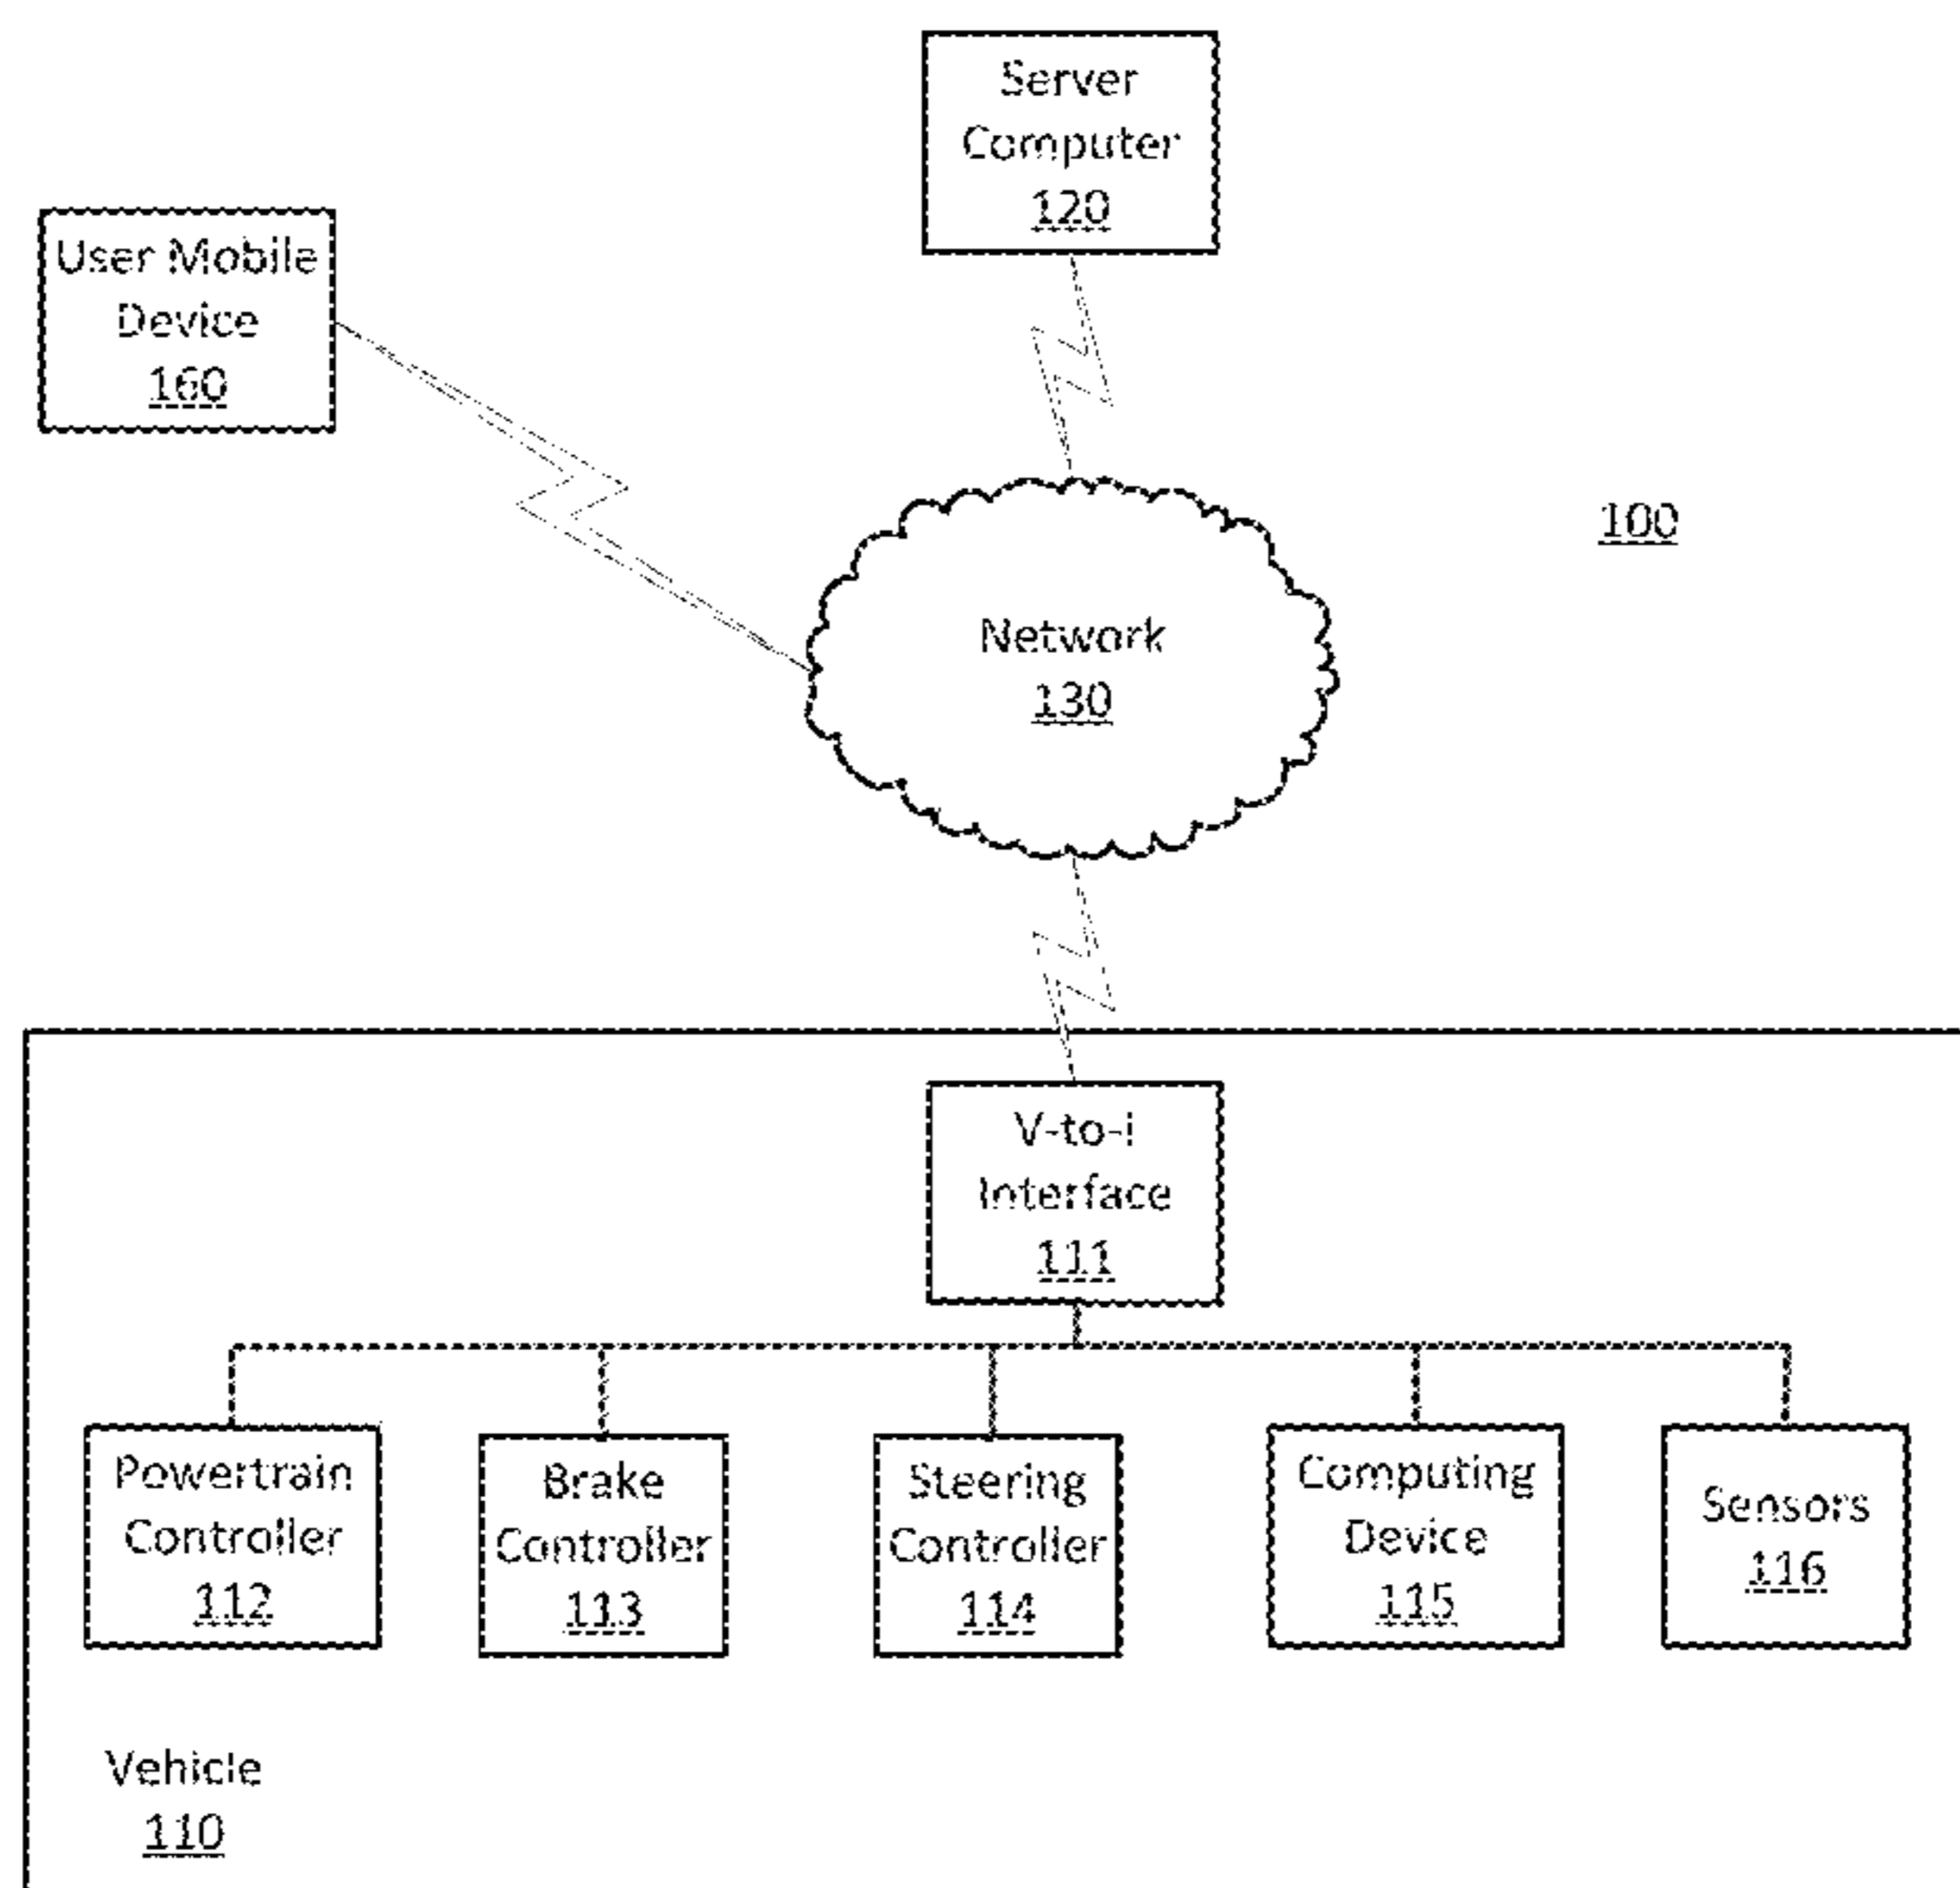 Server
Computer
120
User Mobile
Device
160
100
Network
130
V-to-I
Interface
111
Powertrain
Controller
112
Brake
Controller
113
Steering
Controller
114
Computing
Device
115
Sensors
116
Vehicle
110